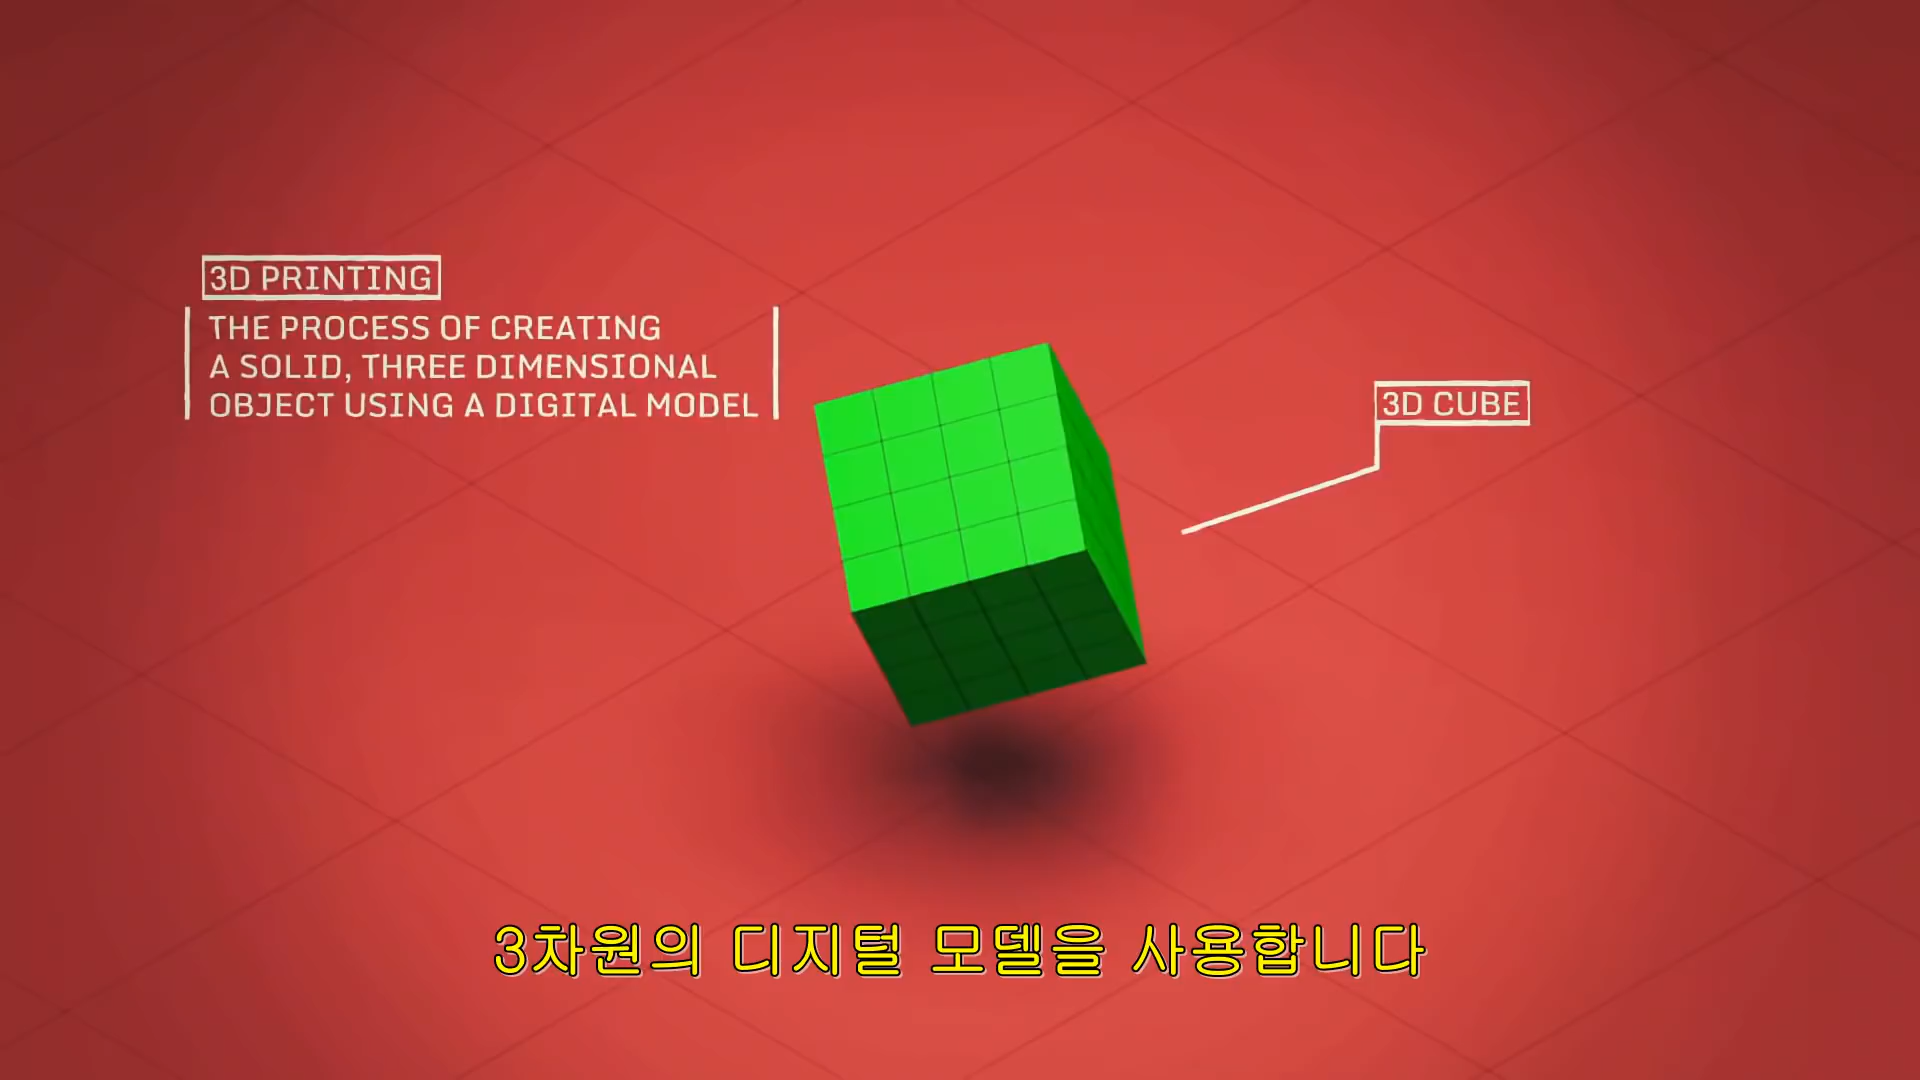 3D PRINTING
THE PROCESS OF CREATING
A SOLID, THREE DIMENSIONAL
OBJECT USING A DIGITAL MODEL
3D CUBE
3차원의 디지털 모델을 사용합니다